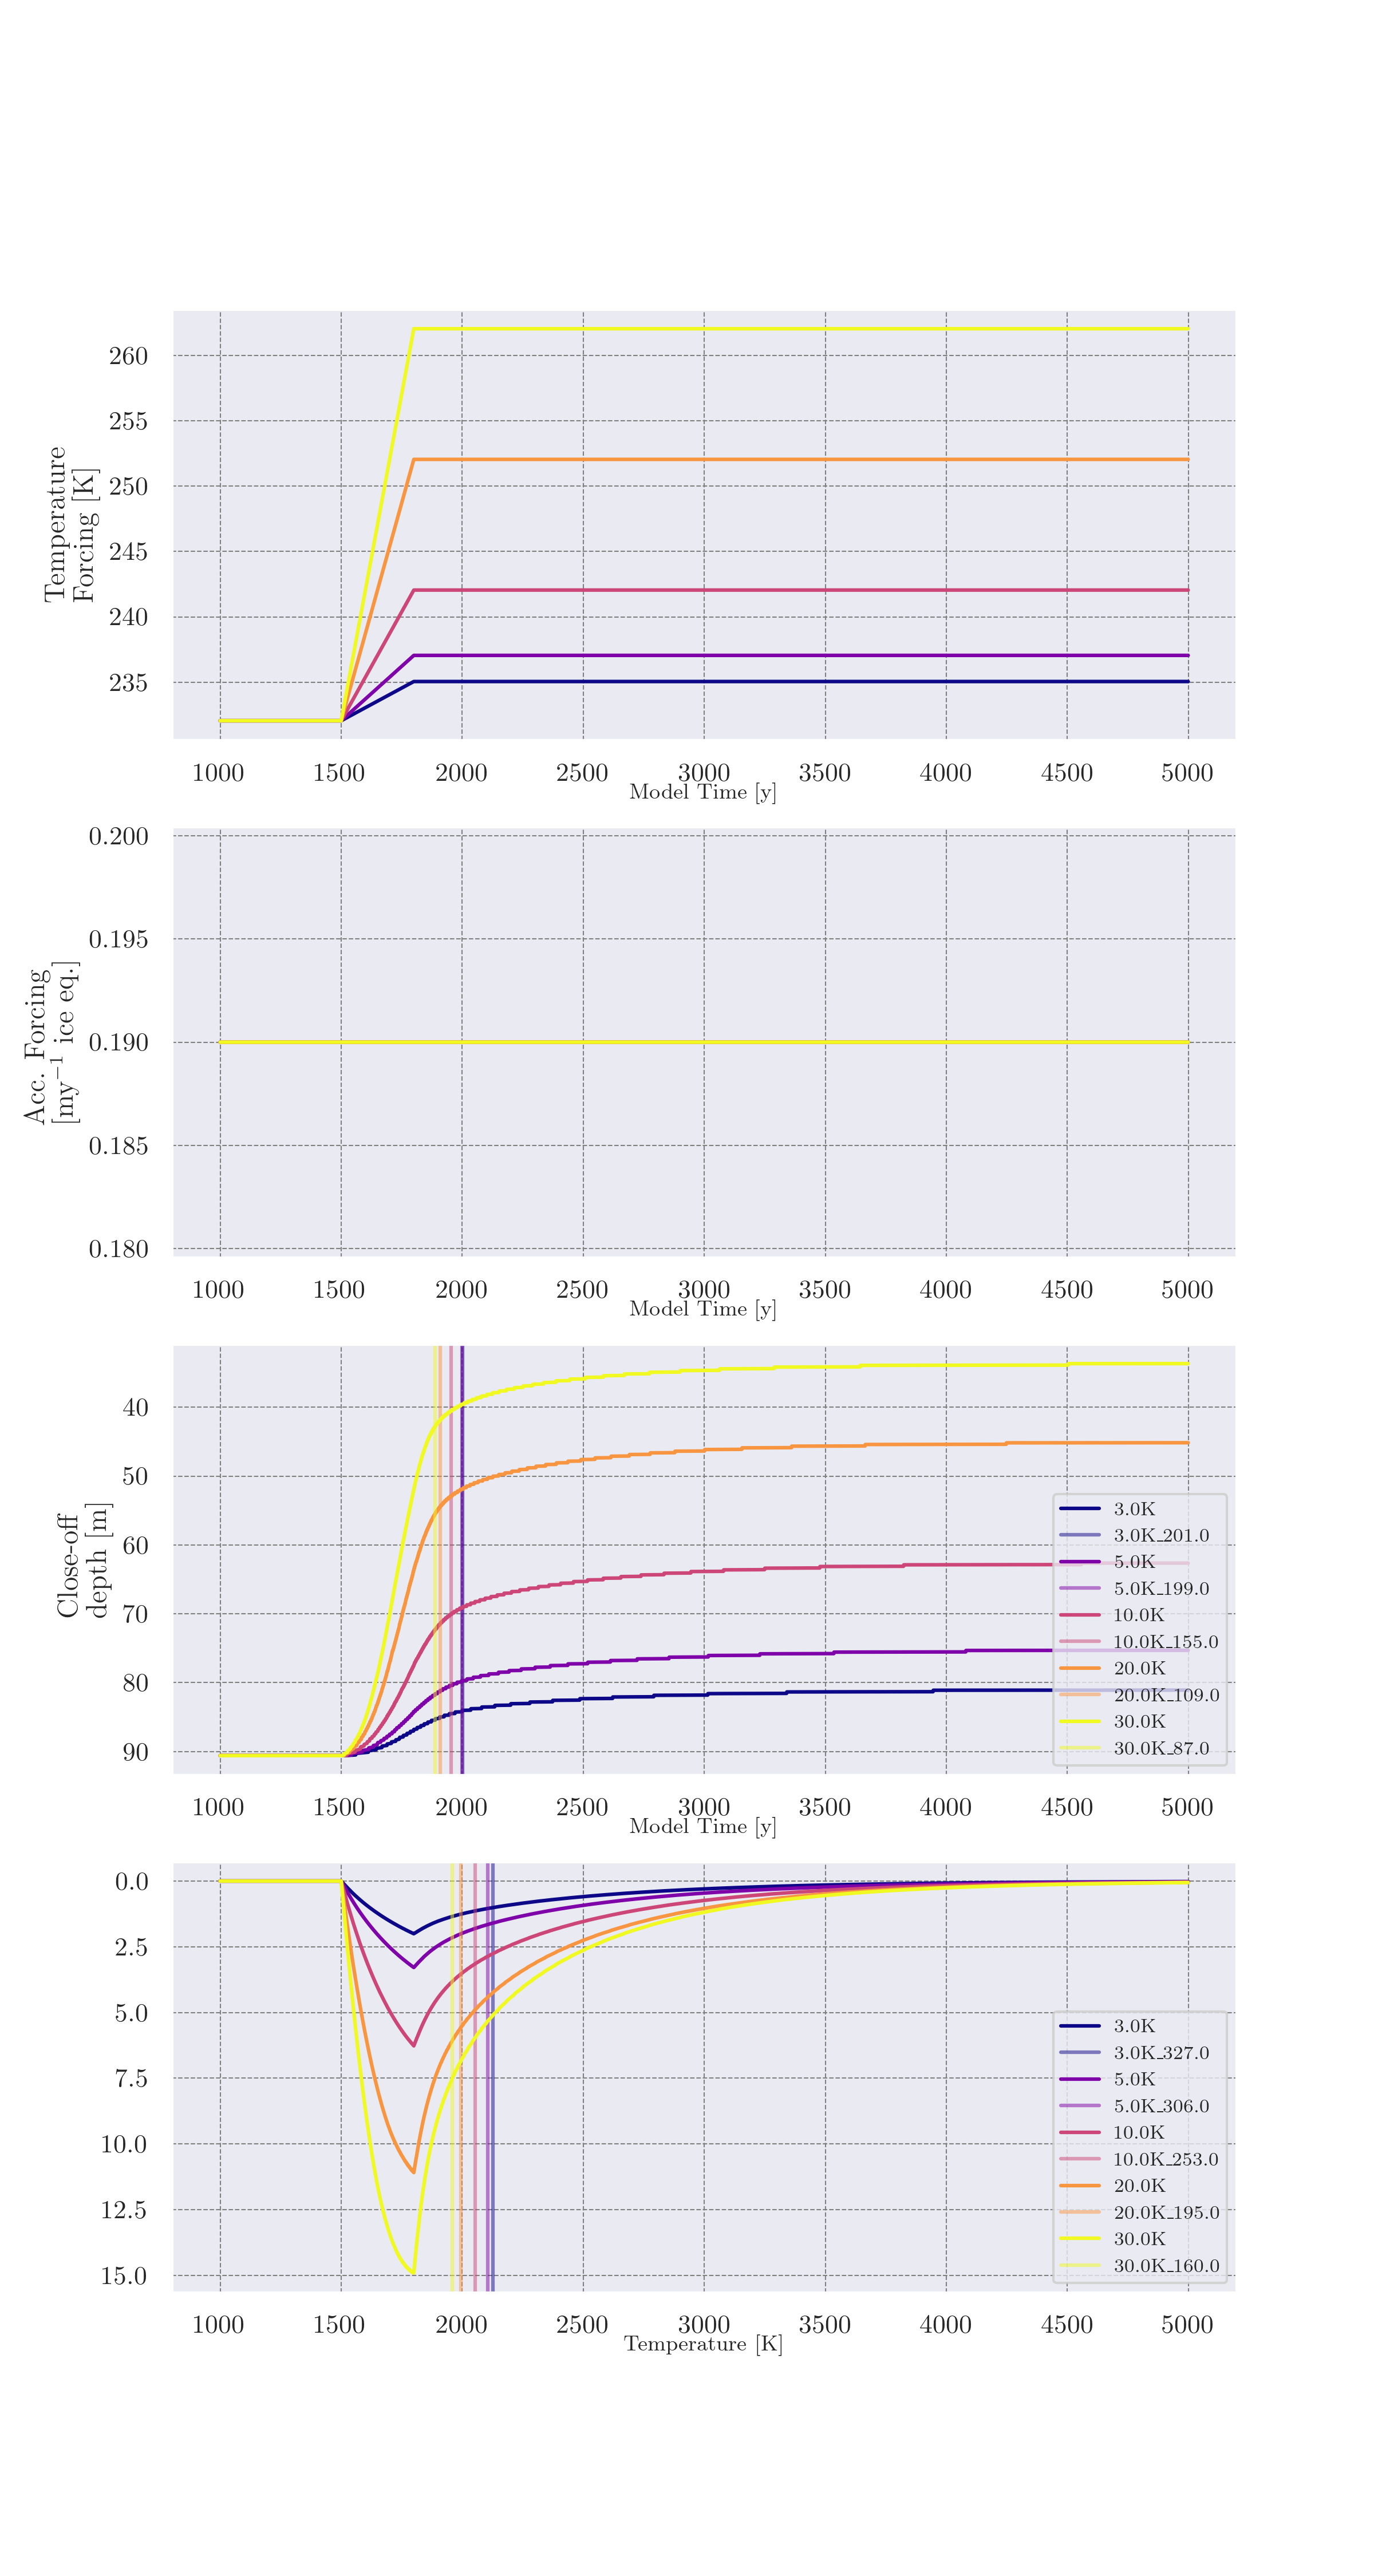 260
255
250
245
240
235
Temperature
Forcing [K]
1000 1500 2000 2500 3000 3500 4000 4500 5000
Model Time [y]
0.200
0.195
0.190
0.185
0.180
Acc. Forcing
[my⁻¹ ice eq.]
1000 1500 2000 2500 3000 3500 4000 4500 5000
Model Time [y]
40
50
60
70
80
90
Close-off
depth [m]
3.0K
3.0K_201.0
5.0K
5.0K_199.0
10.0K
10.0K_155.0
20.0K
20.0K_109.0
30.0K
30.0K_87.0
1000 1500 2000 2500 3000 3500 4000 4500 5000
Model Time [y]
0.0
2.5
5.0
7.5
10.0
12.5
15.0
3.0K
3.0K_327.0
5.0K
5.0K_306.0
10.0K
10.0K_253.0
20.0K
20.0K_195.0
30.0K
30.0K_160.0
1000 1500 2000 2500 3000 3500 4000 4500 5000
Temperature [K]